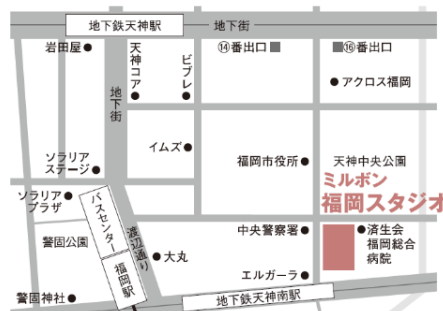 地下鉄天神駅
地下街
岩田屋
天神コア
ビブレ
⑭番出口
⑯番出口
アクロス福岡
地下街
イムズ
福岡市役所
天神中央公園
ソラリア
ステージ
ミルボン
福岡スタジオ
ソラリア
プラザ
バスセンター
福岡駅
渡辺通り
警固公園
大丸
中央警察署
済生会
福岡総合
病院
エルガーラ
警固神社
地下鉄天神南駅